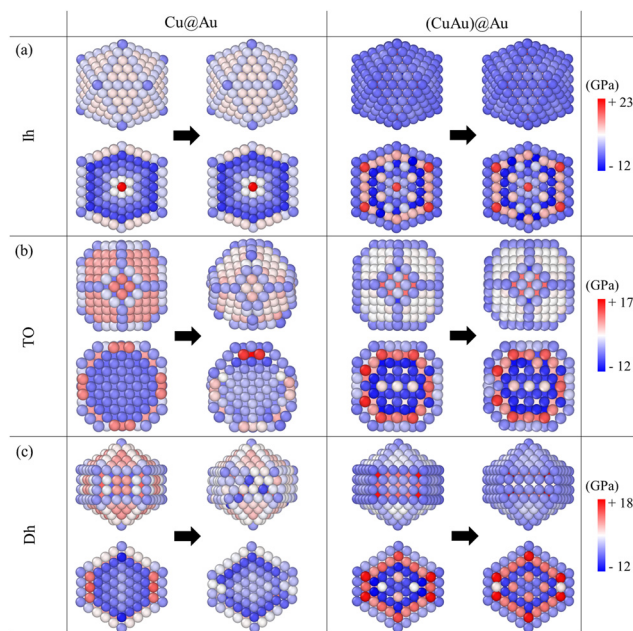 Cu@Au
(CuAu)@Au
(a)
Ih
(GPa)
+ 23
- 12
(b)
TO
(GPa)
+ 17
- 12
(c)
Dh
(GPa)
+ 18
- 12